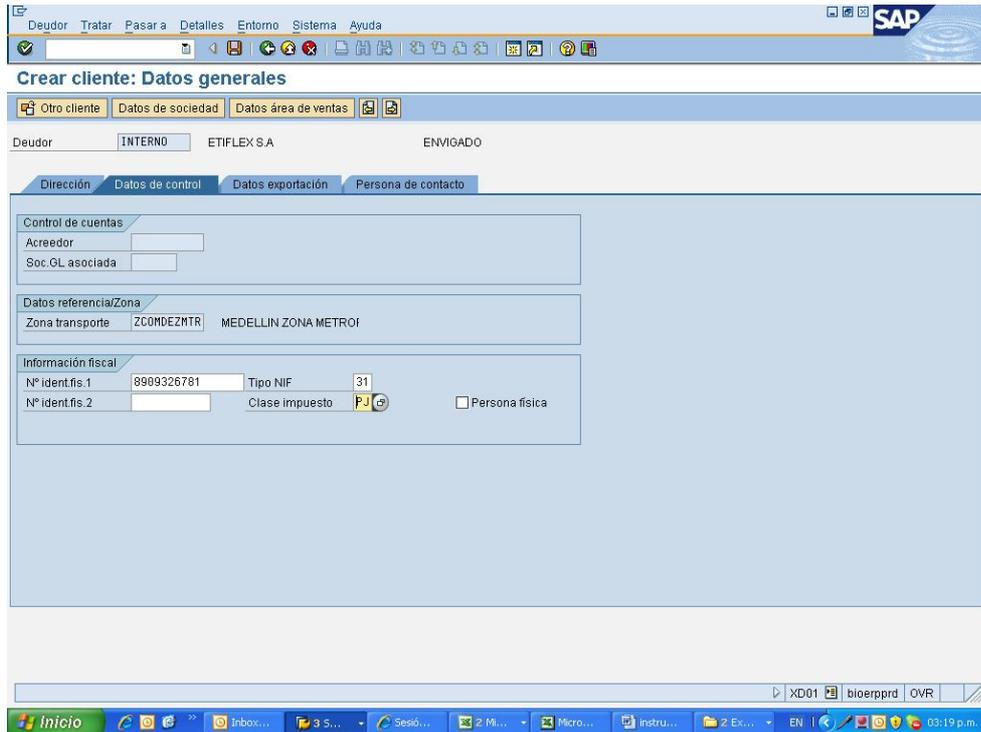 Deudor Tratar Pasar a Detalles Entorno Sistema Ayuda
SAP
Crear cliente: Datos generales
Otro cliente Datos de sociedad Datos área de ventas
Deudor INTERNO ETIFLEX S.A ENVIGADO
Dirección Datos de control Datos exportación Persona de contacto
Control de cuentas
Acreedor
Soc.GL asociada
Datos referencia/Zona
Zona transporte ZCOMDEZMTR MEDELLIN ZONA METROF
Información fiscal
Nº ident.fis.1 8909326781 Tipo NIF 31
Nº ident.fis.2 Clase impuesto PJ Persona física
XD01 bioerpprd OVR
Inicio Inbox... 3 S... Sesió... 2 Mi... Micro... instru... 2 Ex... EN 03:19 p.m.